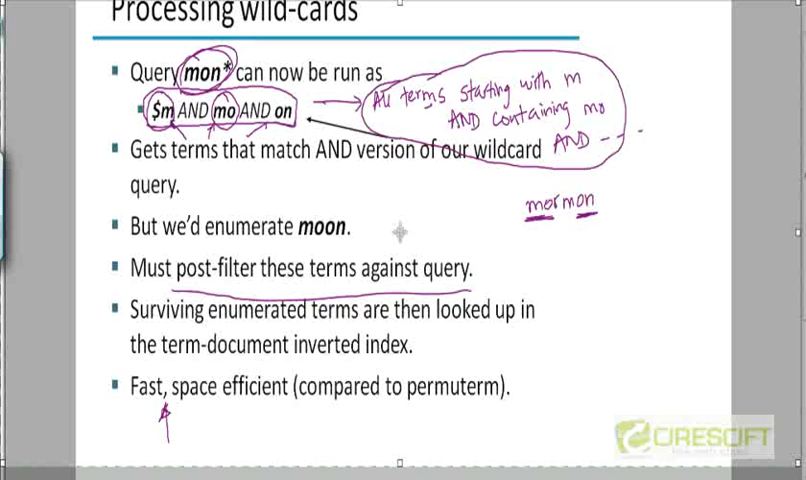 Processing wild-cards
Query mon* can now be run as
$m AND mo AND on
All terms starting with m
AND containing mo
AND - - -
Gets terms that match AND version of our wildcard
query.
mormon
But we'd enumerate moon.
Must post-filter these terms against query.
Surviving enumerated terms are then looked up in
the term-document inverted index.
Fast, space efficient (compared to permuterm).